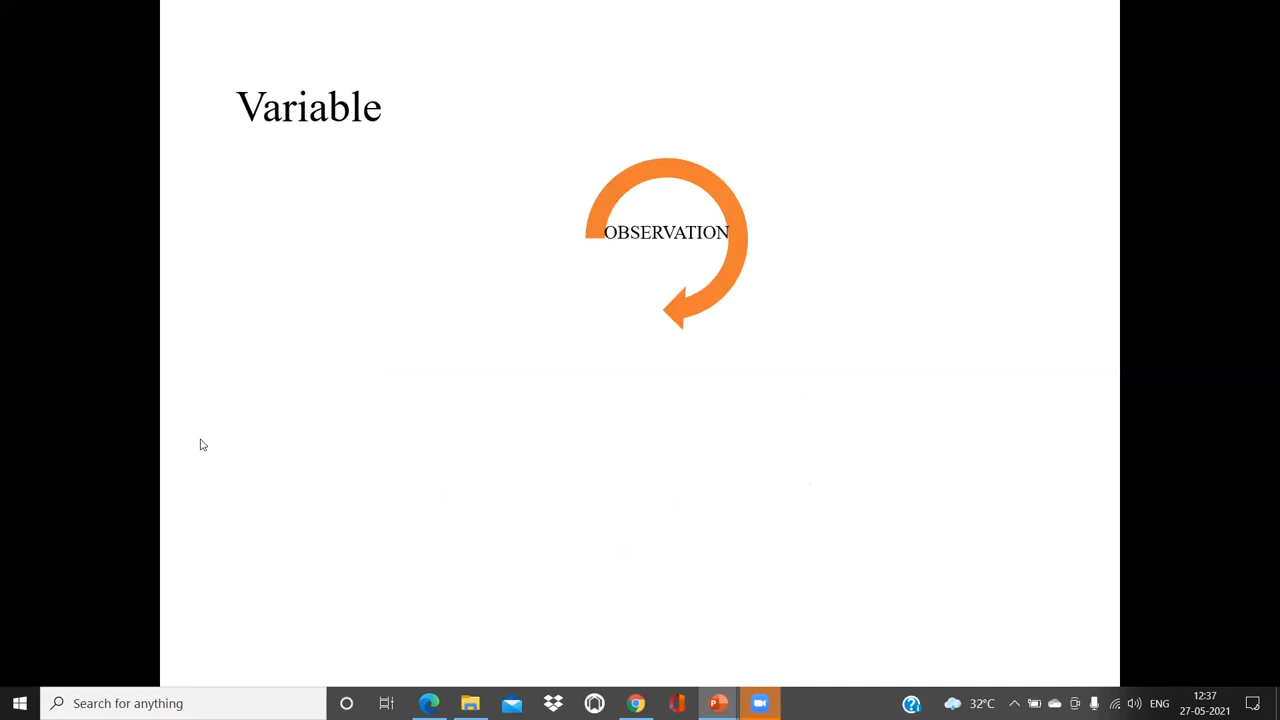 Variable
OBSERVATION
Search for anything
32°C
ENG
12:37
27-05-2021